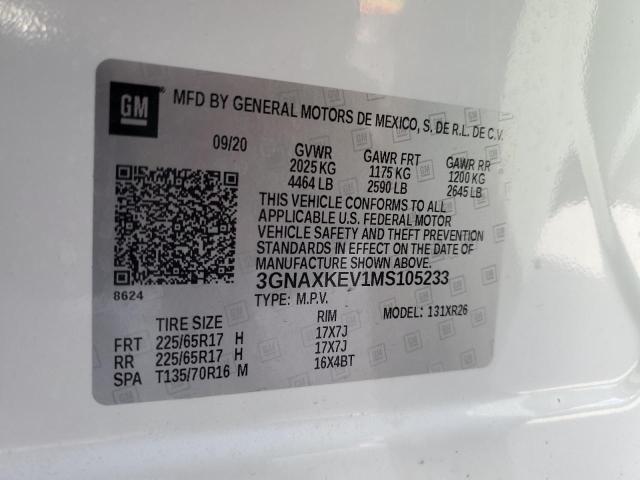 GM MFD BY GENERAL MOTORS DE MEXICO, S. DE R.L. DE C.V.
09/20 GVWR GAWR FRT GAWR RR
2025 KG 1175 KG 1200 KG
4464 LB 2590 LB 2645 LB
THIS VEHICLE CONFORMS TO ALL
APPLICABLE U.S. FEDERAL MOTOR
VEHICLE SAFETY AND THEFT PREVENTION
STANDARDS IN EFFECT ON THE DATE OF
MANUFACTURE SHOWN ABOVE.
3GNAXKEV1MS105233
8624
TYPE: M.P.V. MODEL: 131XR26
TIRE SIZE RIM
FRT 225/65R17 H 17X7J
RR 225/65R17 H 17X7J
SPA T135/70R16 M 16X4BT